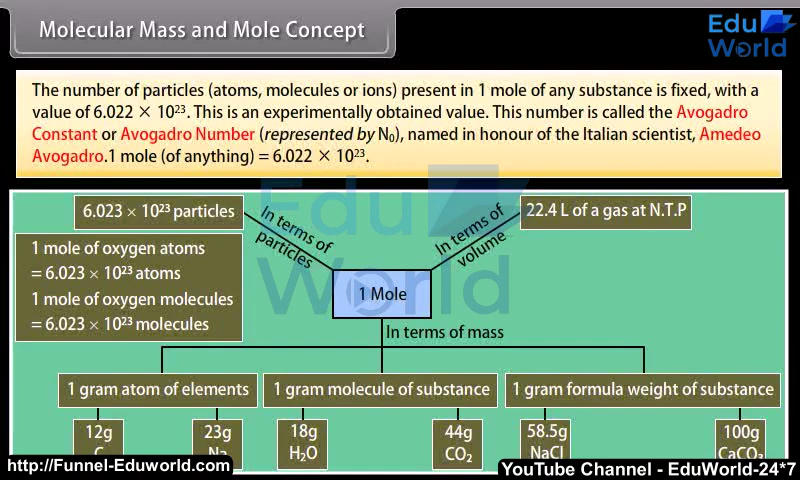 Molecular Mass and Mole Concept
Edu
World
The number of particles (atoms, molecules or ions) present in 1 mole of any substance is fixed, with a
value of 6.022 × 10²³. This is an experimentally obtained value. This number is called the Avogadro
Constant or Avogadro Number (represented by N₀), named in honour of the Italian scientist, Amedeo
Avogadro.1 mole (of anything) = 6.022 × 10²³.
Edu
World
6.023 × 10²³ particles
In terms of
particles
In terms of
volume
22.4 L of a gas at N.T.P
1 mole of oxygen atoms
= 6.023 × 10²³ atoms
1 mole of oxygen molecules
= 6.023 × 10²³ molecules
1 Mole
In terms of mass
1 gram atom of elements
1 gram molecule of substance
1 gram formula weight of substance
12g
C
23g
Na
18g
H₂O
44g
CO₂
58.5g
NaCl
100g
CaCO₃
http://Funnel-Eduworld.com
YouTube Channel - EduWorld-24*7